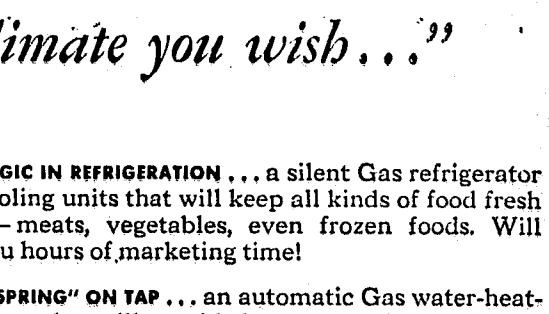 imate you wish..."
GIC IN REFRIGERATION ... a silent Gas refrigerator
oling units that will keep all kinds of food fresh
– meats, vegetables, even frozen foods. Will
u hours of marketing time!
SPRING" ON TAP ... an automatic Gas water-heat-